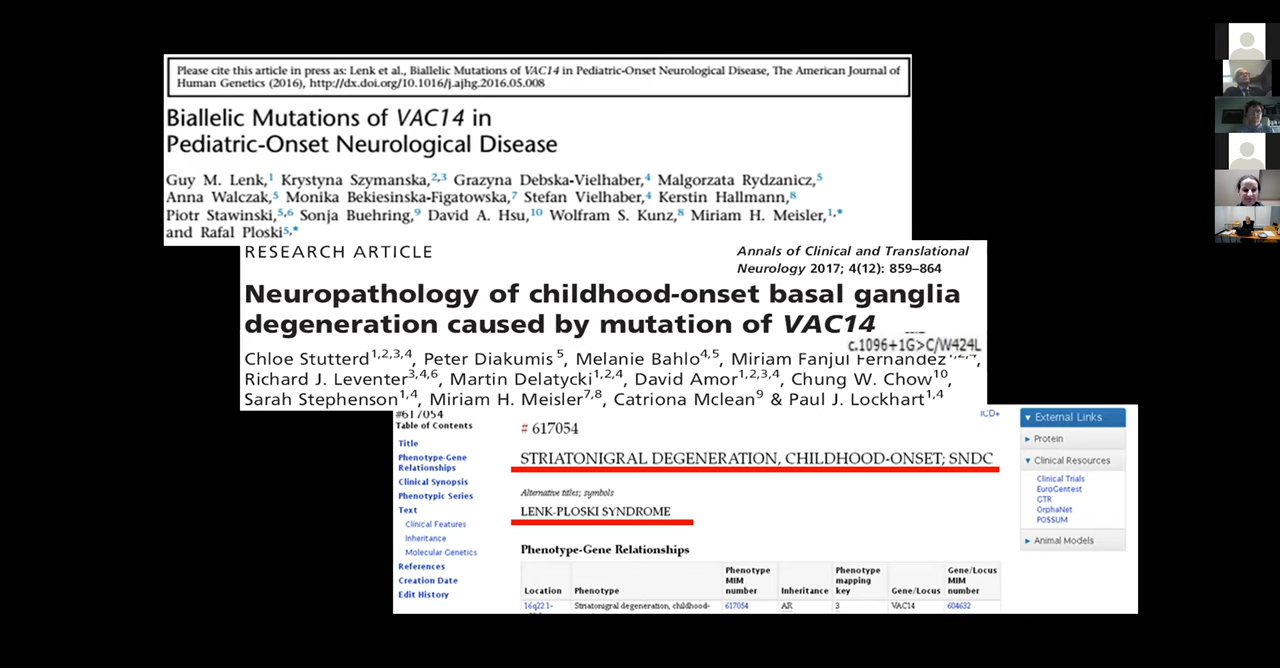 Please cite this article in press as: Lenk et al., Biallelic Mutations of VAC14 in Pediatric-Onset Neurological Disease, The American Journal of
Human Genetics (2016), http://dx.doi.org/10.1016/j.ajhg.2016.05.008
Biallelic Mutations of VAC14 in
Pediatric-Onset Neurological Disease
Guy M. Lenk,1 Krystyna Szymanska,2,3 Grazyna Debska-Vielhaber,4 Malgorzata Rydzanicz,5
Anna Walczak,5 Monika Bekiesinska-Figatowska,7 Stefan Vielhaber,4 Kerstin Hallmann,8
Piotr Stawinski,5,6 Sonja Buehring,9 David A. Hsu,10 Wolfram S. Kunz,8 Miriam H. Meisler,1,*
and Rafal Ploski5,*
RESEARCH ARTICLE
Annals of Clinical and Translational
Neurology 2017; 4(12): 859–864
Neuropathology of childhood-onset basal ganglia
degeneration caused by mutation of VAC14
c.1096+1G>C/W424L
Chloe Stutterd1,2,3,4, Peter Diakumis5, Melanie Bahlo4,5, Miriam Fanjul Fernandez
Richard J. Leventer3,4,6, Martin Delatycki1,2,4, David Amor1,2,3,4, Chung W. Chow10,
Sarah Stephenson1,4, Miriam H. Meisler7,8, Catriona Mclean9 & Paul J. Lockhart1,4
#617054
Table of Contents
Title
Phenotype-Gene
Relationships
Clinical Synopsis
Phenotypic Series
Text
Clinical Features
Inheritance
Molecular Genetics
References
Creation Date
Edit History
# 617054
ICD+
STRIATONIGRAL DEGENERATION, CHILDHOOD-ONSET; SNDC
Alternative titles; symbols
LENK-PLOSKI SYNDROME
Phenotype-Gene Relationships
Location
Phenotype
Phenotype
MIM
number
Inheritance
Phenotype
mapping
key
Gene/Locus
Gene/Locus
MIM
number
16q22.1-
Striatonigral degeneration, childhood-
617054
AR
3
VAC14
604632
External Links
Protein
Clinical Resources
Clinical Trials
EuroGentest
GTR
OrphaNet
POSSUM
Animal Models